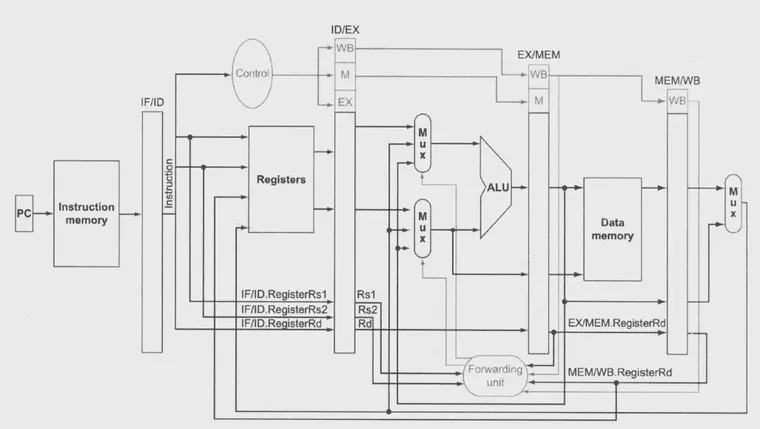 ID/EX
WB
EX/MEM
Control
M
WB
MEM/WB
IF/ID
EX
M
WB
Instruction
Registers
Mux
ALU
PC
Instruction
memory
Mux
Data
memory
Mux
IF/ID.RegisterRs1
Rs1
IF/ID.RegisterRs2
Rs2
IF/ID.RegisterRd
Rd
EX/MEM.RegisterRd
Forwarding
unit
MEM/WB.RegisterRd